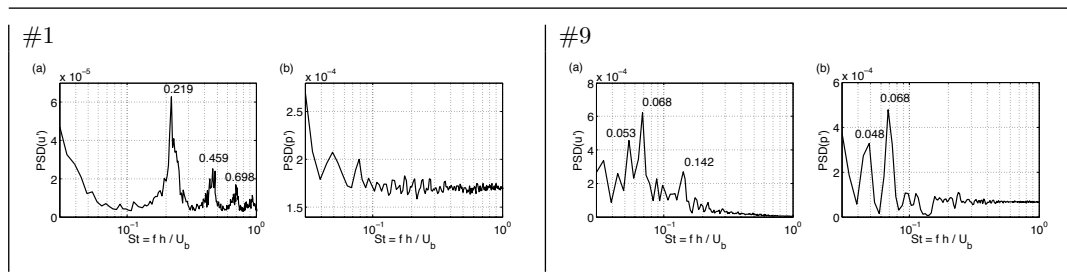 #1
(a)
x 10⁻⁵
PSD(u')
6
4
2
0
0.219
0.459
0.698
10⁻¹
10⁰
St = f h / U_b
(b)
x 10⁻⁴
PSD(p')
2.5
2
1.5
10⁻¹
10⁰
St = f h / U_b
#9
(a)
x 10⁻⁴
PSD(u')
8
6
4
2
0
0.053
0.068
0.142
10⁻¹
10⁰
St = f h / U_b
(b)
x 10⁻⁴
PSD(p')
6
4
2
0
0.048
0.068
10⁻¹
10⁰
St = f h / U_b